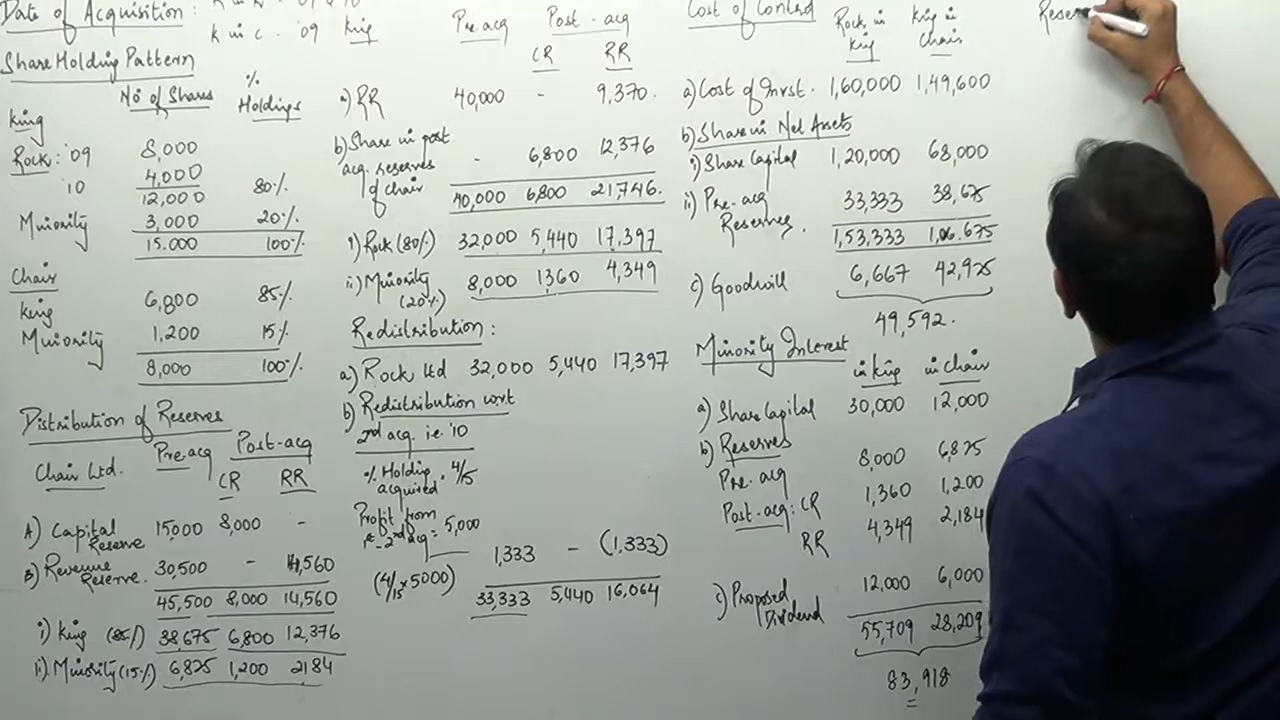 Date of Acquisition:
k in c - '09
Share Holding Pattern
No of Shares % Holdings
King
Rock: '09 8,000
'10 4,000
12,000 80%
Minority 3,000 20%
15.000 100%
Chair
King 6,800 85%
Minority 1,200 15%
8,000 100%
Distribution of Reserves
Chair Ltd. Pre acq Post-acq
CR RR
A) Capital Reserve 15,000 8,000 -
B) Revenue Reserve. 30,500 - 14,560
45,500 8,000 14,560
i) King (85%) 38,675 6,800 12,376
ii) Minority (15%) 6,825 1,200 2184
King Pre-acq Post-acq
CR RR
a) RR 40,000 - 9,370.
b) Share in post acq. reserves of chair - 6,800 12,376
40,000 6,800 21,746.
i) Rock (80%) 32,000 5,440 17,397
ii) Minority (20%) 8,000 1360 4,349
Redistribution:
a) Rock Ltd 32,000 5,440 17,397
b) Redistribution wrt
2nd acq. i.e. '10
% Holding acquired = 4/15
Profit from
1st - 2nd acq = 5,000
1,333 - (1,333)
(4/15 x 5000) 33,333 5,440 16,064
Cost of Control Rock in King King in Chair
a) Cost of Invst. 1,60,000 1,49,600
b) Share in Net Assets
i) Share Capital 1,20,000 68,000
ii) Pre-acq Reserves. 33,333 38,675
1,53,333 1,06.675
c) Goodwill 6,667 42,925
49,592.
Minority Interest
in King in Chair
a) Share Capital 30,000 12,000
b) Reserves
Pre-acq 8,000 6,825
Post-acq: CR 1,360 1,200
RR 4,349 2,184
c) Proposed Dividend 12,000 6,000
55,709 28,209
83,918
Reser